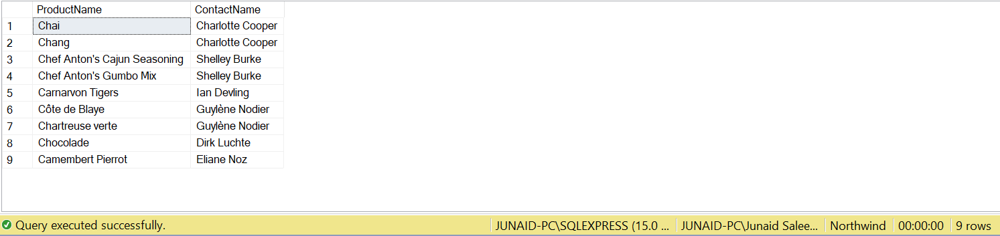 ProductName ContactName
1 Chai Charlotte Cooper
2 Chang Charlotte Cooper
3 Chef Anton's Cajun Seasoning Shelley Burke
4 Chef Anton's Gumbo Mix Shelley Burke
5 Carnarvon Tigers Ian Devling
6 Côte de Blaye Guylène Nodier
7 Chartreuse verte Guylène Nodier
8 Chocolade Dirk Luchte
9 Camembert Pierrot Eliane Noz
Query executed successfully. JUNAID-PC\SQLEXPRESS (15.0 ... JUNAID-PC\Junaid Salee... Northwind 00:00:00 9 rows